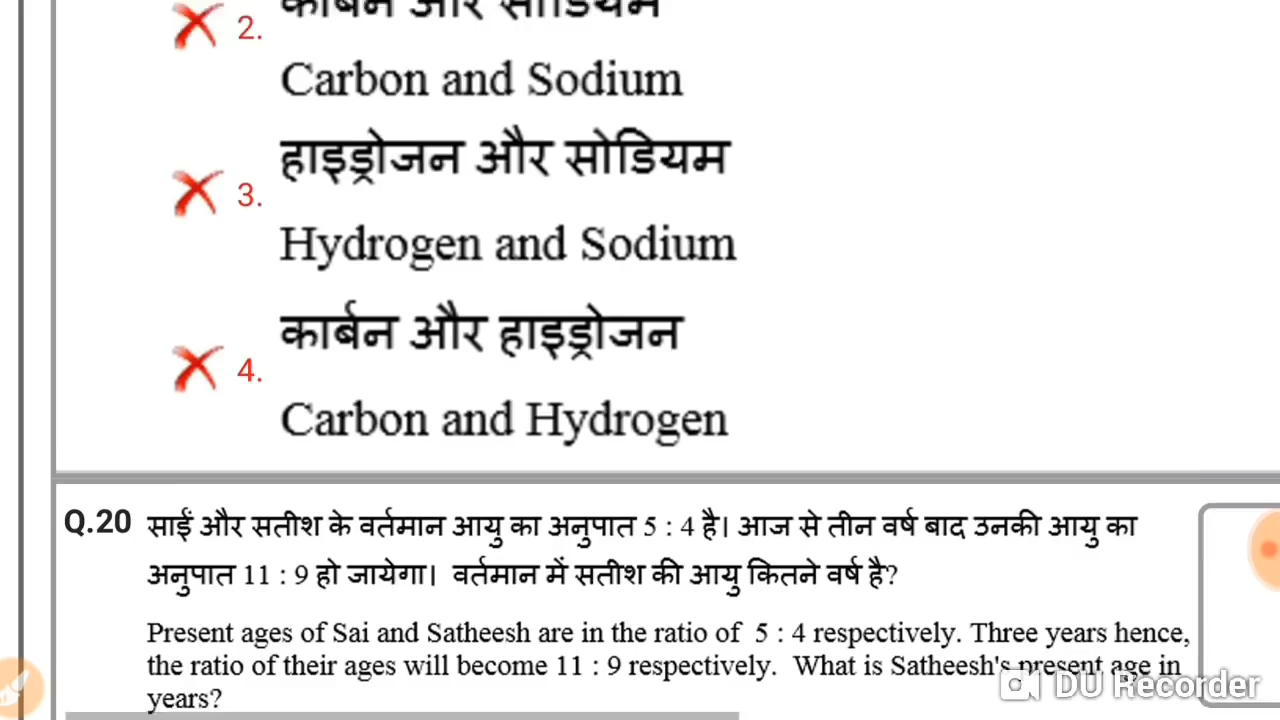 2. कार्बन और सोडियम
Carbon and Sodium
3. हाइड्रोजन और सोडियम
Hydrogen and Sodium
4. कार्बन और हाइड्रोजन
Carbon and Hydrogen
Q.20 साईं और सतीश के वर्तमान आयु का अनुपात 5 : 4 है। आज से तीन वर्ष बाद उनकी आयु का
अनुपात 11 : 9 हो जायेगा। वर्तमान में सतीश की आयु कितने वर्ष है?
Present ages of Sai and Satheesh are in the ratio of 5 : 4 respectively. Three years hence,
the ratio of their ages will become 11 : 9 respectively. What is Satheesh's present age in
years?
DU Recorder